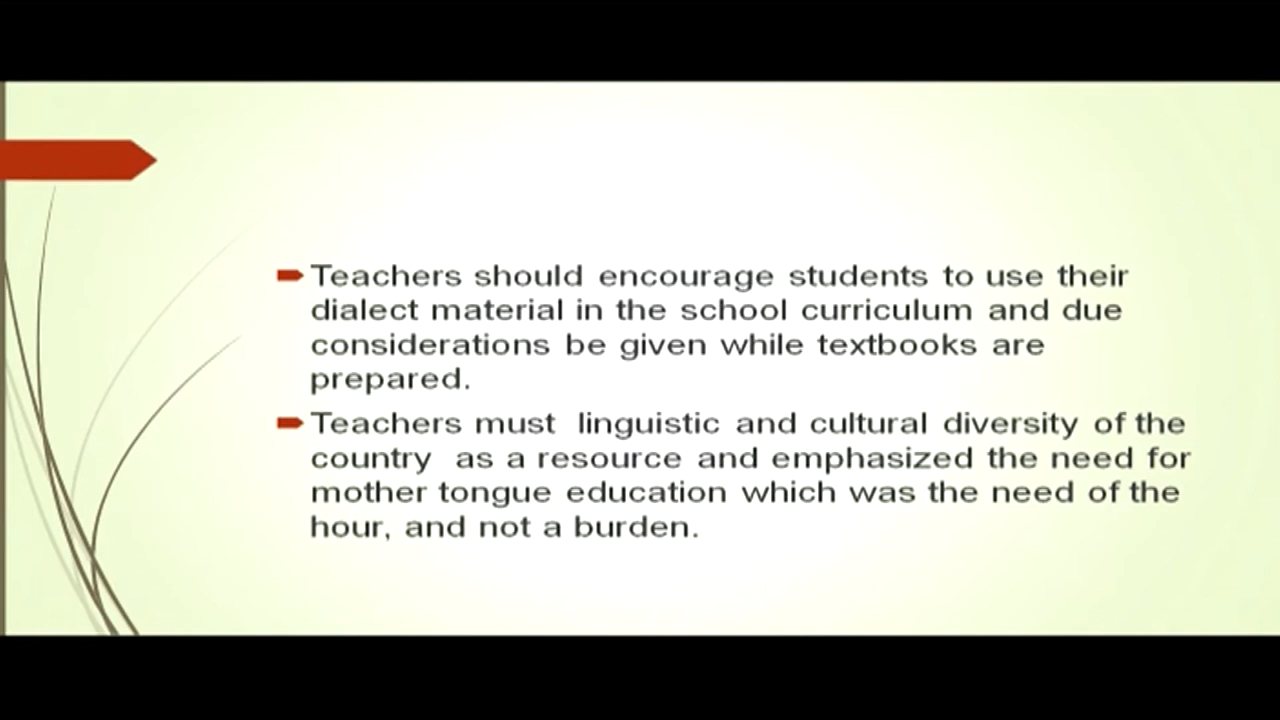 Teachers should encourage students to use their
dialect material in the school curriculum and due
considerations be given while textbooks are
prepared.
Teachers must linguistic and cultural diversity of the
country as a resource and emphasized the need for
mother tongue education which was the need of the
hour, and not a burden.